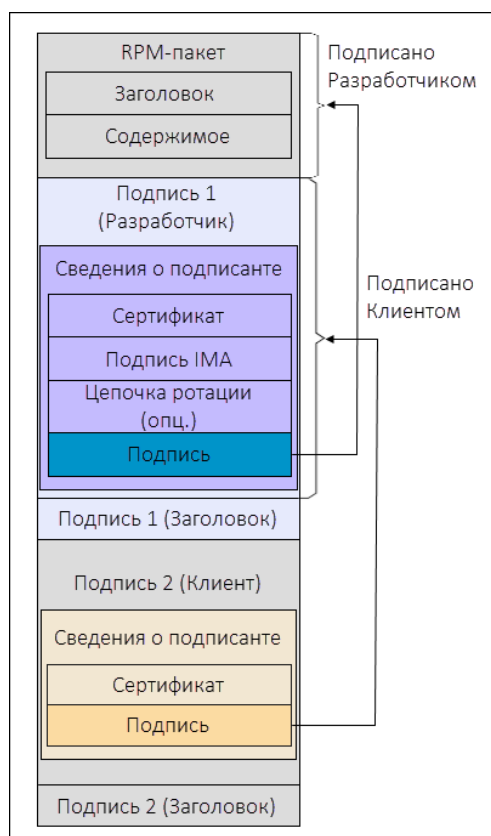 RPM-пакет
Заголовок
Содержимое
Подписано
Разработчиком
Подпись 1
(Разработчик)
Сведения о подписанте
Сертификат
Подпись IMA
Цепочка ротации
(опц.)
Подпись
Подписано
Клиентом
Подпись 1 (Заголовок)
Подпись 2 (Клиент)
Сведения о подписанте
Сертификат
Подпись
Подпись 2 (Заголовок)